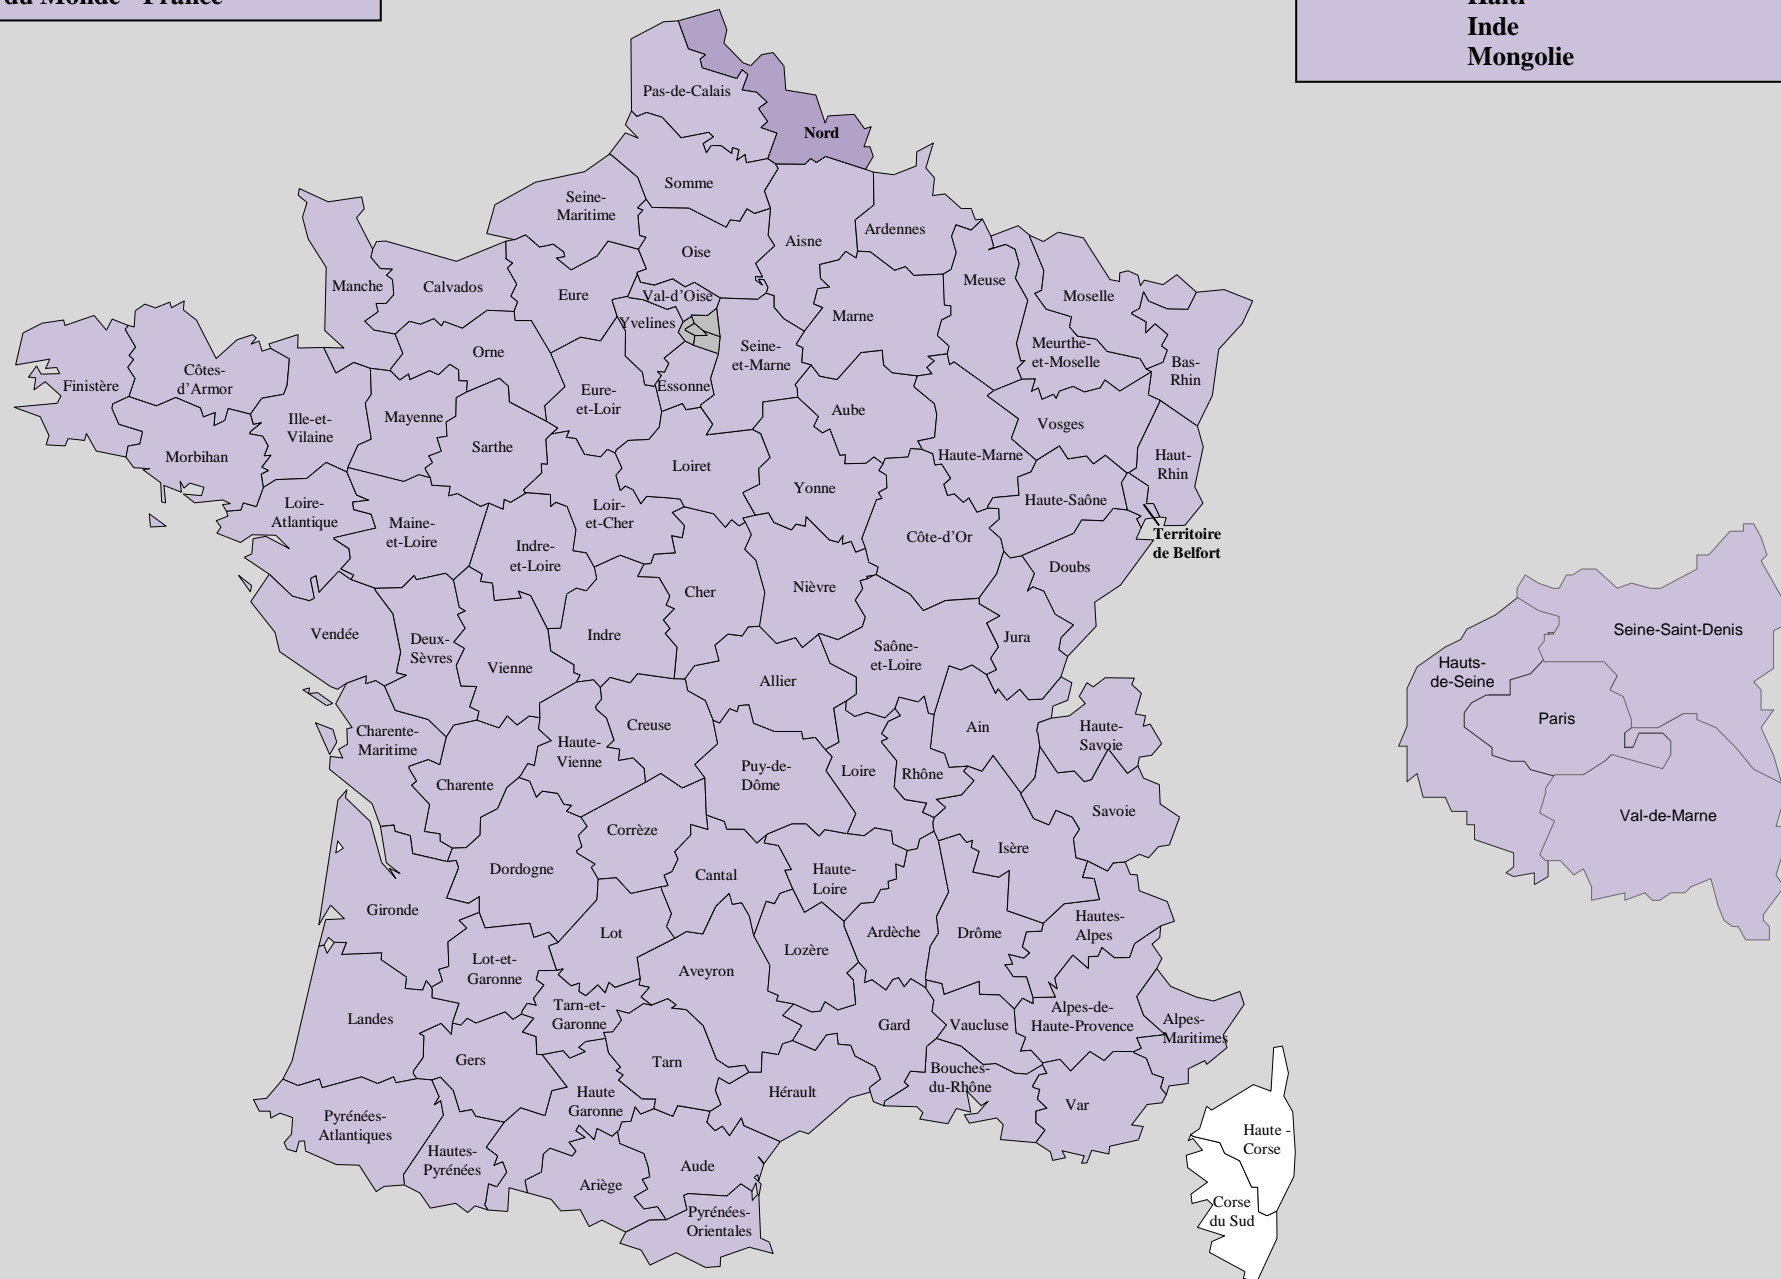 du Monde - France
Haïti
Inde
Mongolie
Pas-de-Calais
Nord
Somme
Seine-
Maritime
Oise
Aisne
Ardennes
Manche
Calvados
Eure
Val-d'Oise
Yvelines
Seine-
et-Marne
Essonne
Marne
Meuse
Moselle
Meurthe-
et-Moselle
Bas-
Rhin
Finistère
Côtes-
d'Armor
Morbihan
Ille-et-
Vilaine
Mayenne
Orne
Sarthe
Eure-
et-Loir
Loiret
Aube
Yonne
Haute-Marne
Vosges
Haut-
Rhin
Haute-Saône
Territoire
de Belfort
Loire-
Atlantique
Maine-
et-Loire
Indre-
et-Loire
Loir-
et-Cher
Cher
Nièvre
Côte-d'Or
Doubs
Jura
Vendée
Deux-
Sèvres
Vienne
Indre
Allier
Saône-
et-Loire
Charente-
Maritime
Charente
Haute-
Vienne
Creuse
Puy-de-
Dôme
Loire
Rhône
Ain
Haute-
Savoie
Savoie
Isère
Corrèze
Dordogne
Cantal
Haute-
Loire
Gironde
Lot
Lot-et-
Garonne
Aveyron
Lozère
Ardèche
Drôme
Hautes-
Alpes
Landes
Gers
Tarn-et-
Garonne
Tarn
Gard
Vaucluse
Alpes-de-
Haute-Provence
Alpes-
Maritimes
Bouches-
du-Rhône
Var
Hérault
Haute
Garonne
Pyrénées-
Atlantiques
Hautes-
Pyrénées
Ariège
Aude
Pyrénées-
Orientales
Haute -
Corse
Corse
du Sud
Seine-Saint-Denis
Hauts-
de-Seine
Paris
Val-de-Marne